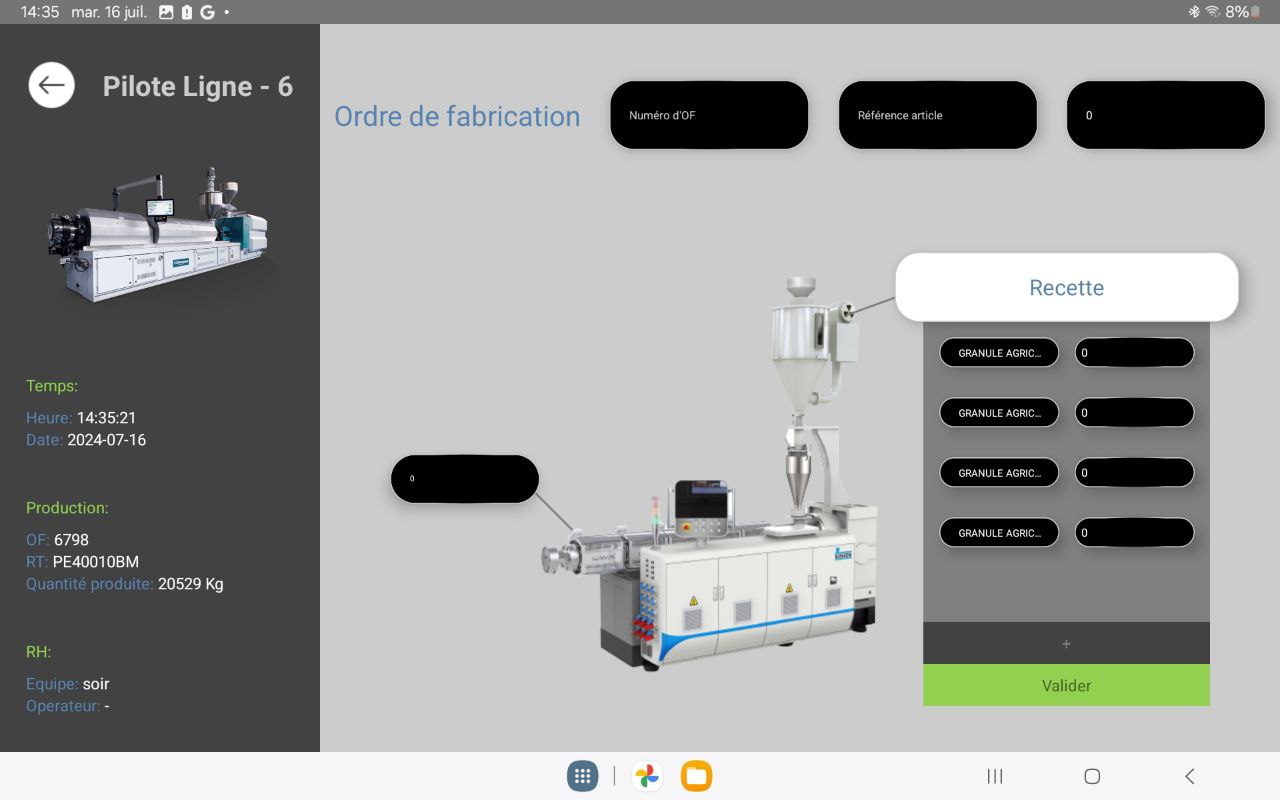 14:35 mar. 16 juil. G
8%
Pilote Ligne - 6
Ordre de fabrication
Numéro d'OF
Référence article
0
Recette
GRANULE AGRIC... 0
GRANULE AGRIC... 0
GRANULE AGRIC... 0
GRANULE AGRIC... 0
+
Valider
0
Temps:
Heure: 14:35:21
Date: 2024-07-16
Production:
OF: 6798
RT: PE40010BM
Quantité produite: 20529 Kg
RH:
Equipe: soir
Operateur: -